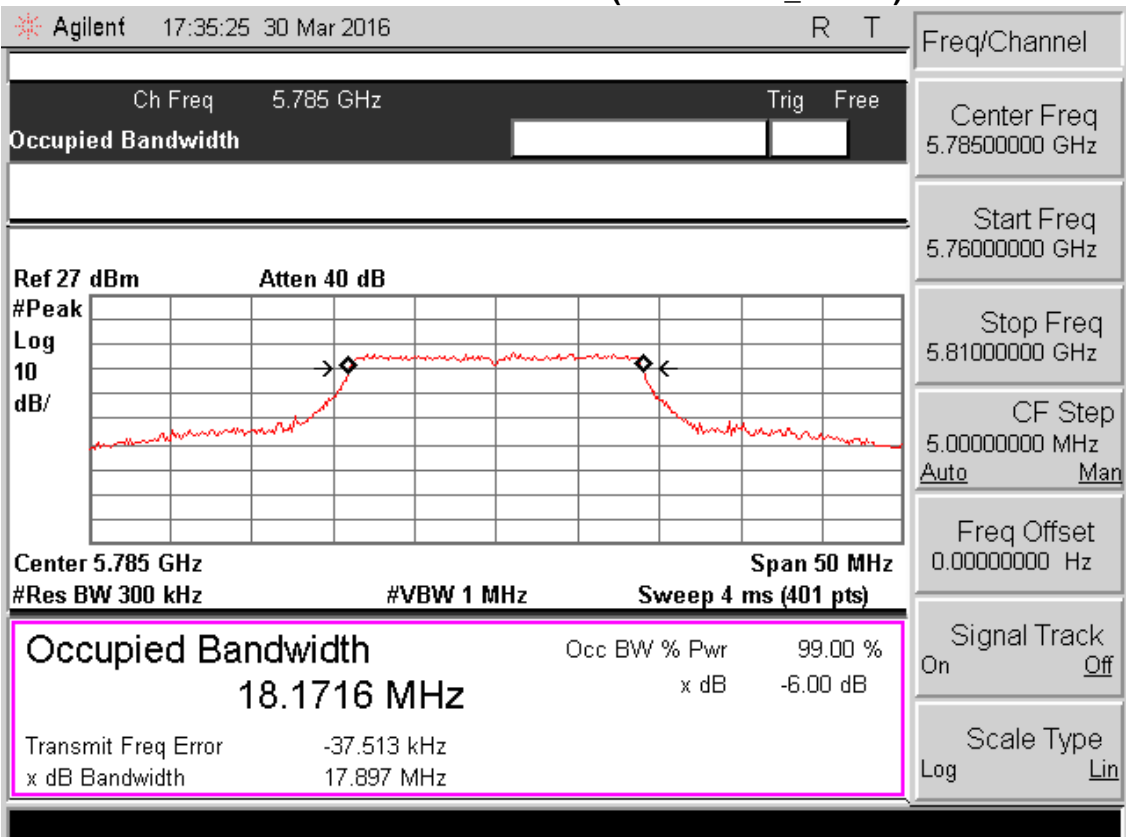 Agilent 17:35:25 30 Mar 2016 R T
Freq/Channel
Ch Freq 5.785 GHz Trig Free
Occupied Bandwidth
Center Freq
5.78500000 GHz
Start Freq
5.76000000 GHz
Stop Freq
5.81000000 GHz
CF Step
5.00000000 MHz
Auto Man
Freq Offset
0.00000000 Hz
Signal Track
On Off
Scale Type
Log Lin
Ref 27 dBm Atten 40 dB
#Peak
Log
10
dB/
Center 5.785 GHz Span 50 MHz
#Res BW 300 kHz #VBW 1 MHz Sweep 4 ms (401 pts)
Occupied Bandwidth
18.1716 MHz
Occ BW % Pwr 99.00 %
x dB -6.00 dB
Transmit Freq Error -37.513 kHz
x dB Bandwidth 17.897 MHz